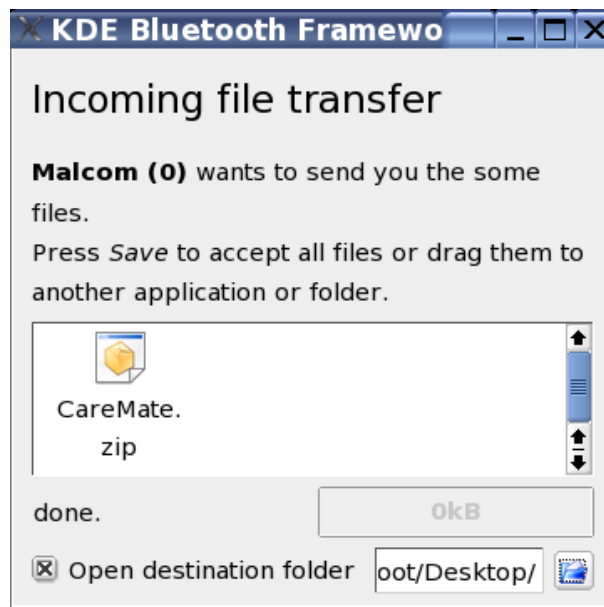 KDE Bluetooth Framewo
Incoming file transfer
Malcom (0) wants to send you the some
files.
Press Save to accept all files or drag them to
another application or folder.
CareMate.
zip
done.
0kB
Open destination folder
oot/Desktop/